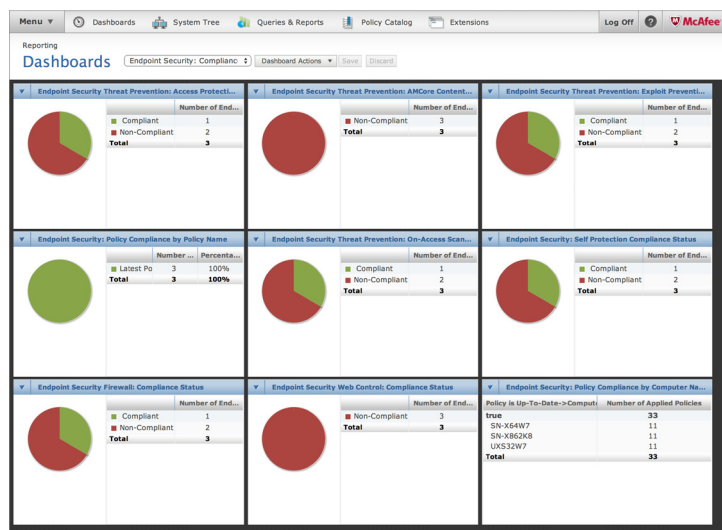 Menu ▼ Dashboards System Tree Queries & Reports Policy Catalog Extensions Log Off ? McAfee
Reporting
Dashboards Endpoint Security: Complianc Dashboard Actions ▼ Save Discard
Endpoint Security Threat Prevention: Access Protecti...
Number of End...
Compliant 1
Non-Compliant 2
Total 3
Endpoint Security Threat Prevention: AMCore Content...
Number of End...
Non-Compliant 3
Total 3
Endpoint Security Threat Prevention: Exploit Preventi...
Number of End...
Compliant 1
Non-Compliant 2
Total 3
Endpoint Security: Policy Compliance by Policy Name
Number ... Percenta...
Latest Po 3 100%
Total 3 100%
Endpoint Security Threat Prevention: On-Access Scan...
Number of End...
Compliant 1
Non-Compliant 2
Total 3
Endpoint Security: Self Protection Compliance Status
Number of End...
Compliant 1
Non-Compliant 2
Total 3
Endpoint Security Firewall: Compliance Status
Number of End...
Compliant 1
Non-Compliant 2
Total 3
Endpoint Security Web Control: Compliance Status
Number of End...
Non-Compliant 3
Total 3
Endpoint Security: Policy Compliance by Computer Na...
Policy is Up-To-Date->Compute Number of Applied Policies
true 33
SN-X64W7 11
SN-X862K8 11
UXS32W7 11
Total 33